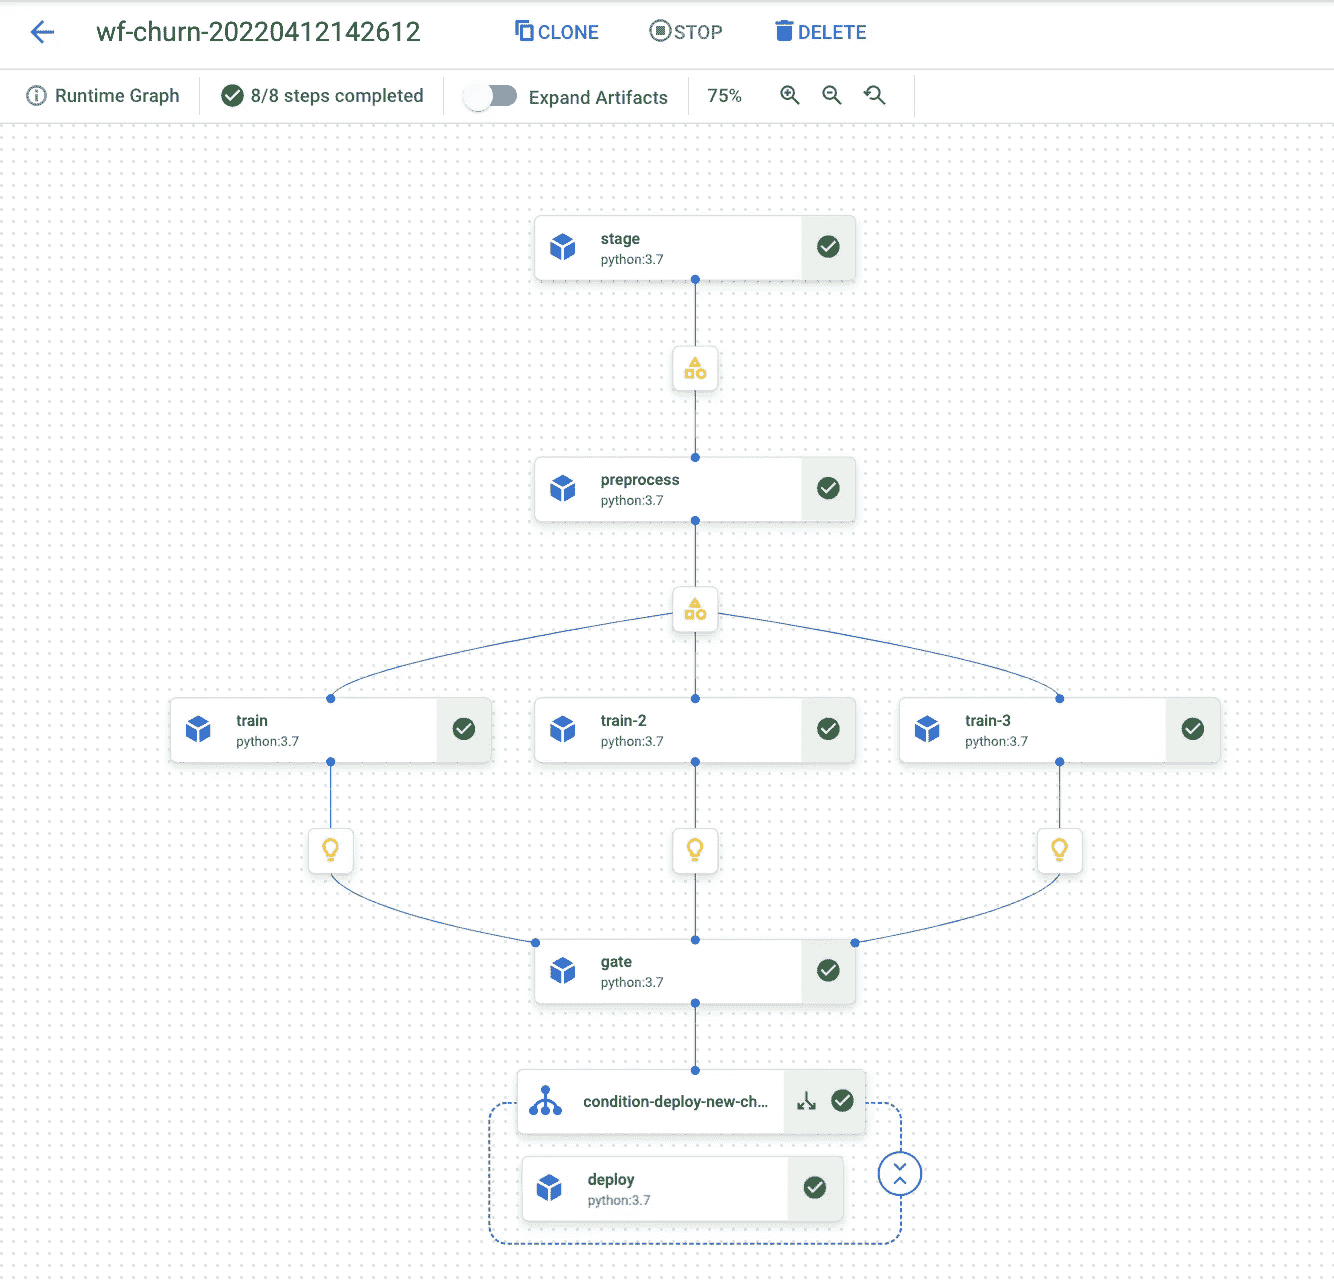 wf-churn-20220412142612 CLONE STOP DELETE
Runtime Graph 8/8 steps completed Expand Artifacts 75%
stage
python:3.7
preprocess
python:3.7
train train-2 train-3
python:3.7 python:3.7 python:3.7
gate
python:3.7
condition-deploy-new-ch...
deploy
python:3.7